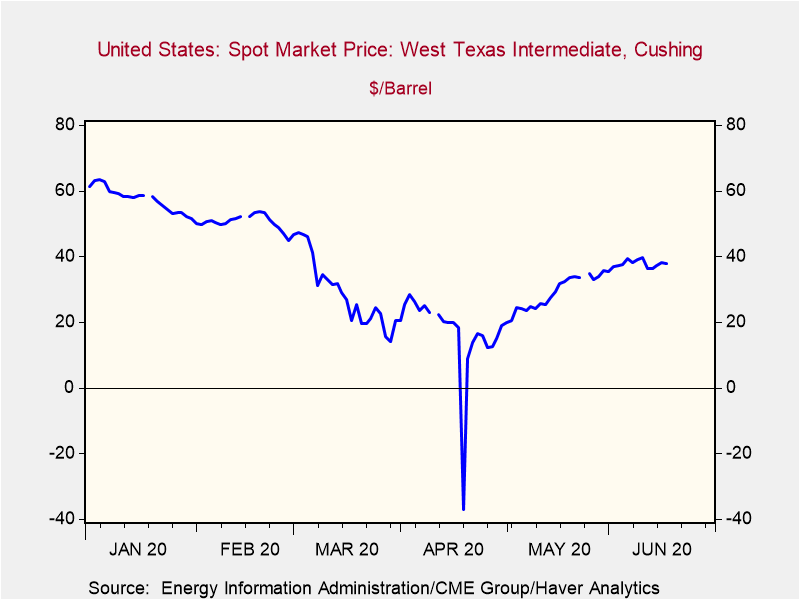 United States: Spot Market Price: West Texas Intermediate, Cushing
$/Barrel
80 80
60 60
40 40
20 20
0 0
-20 -20
-40 -40
JAN 20 FEB 20 MAR 20 APR 20 MAY 20 JUN 20
Source: Energy Information Administration/CME Group/Haver Analytics